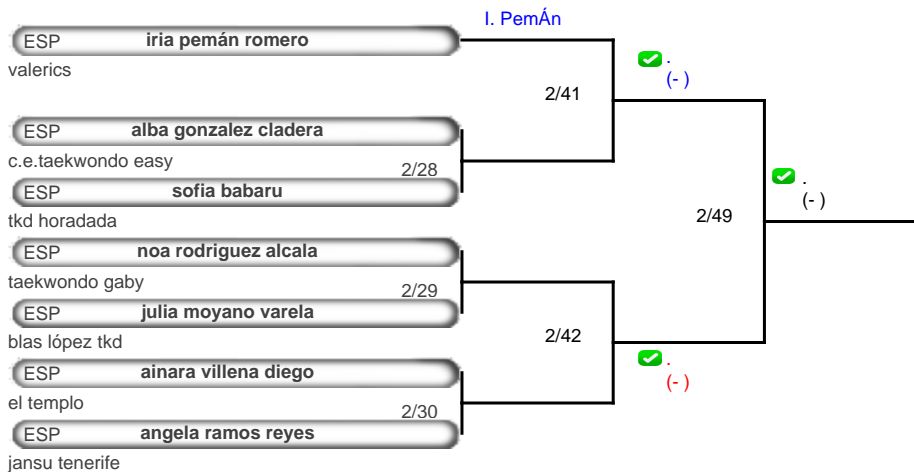 I. PemÁn
ESP iria pemán romero
valerics
.
(- )
2/41
ESP alba gonzalez cladera
c.e.taekwondo easy
2/28
.
(- )
ESP sofia babaru
tkd horadada
2/49
ESP noa rodriguez alcala
taekwondo gaby
2/29
ESP julia moyano varela
blas lópez tkd
2/42
.
(- )
ESP ainara villena diego
el templo
2/30
ESP angela ramos reyes
jansu tenerife